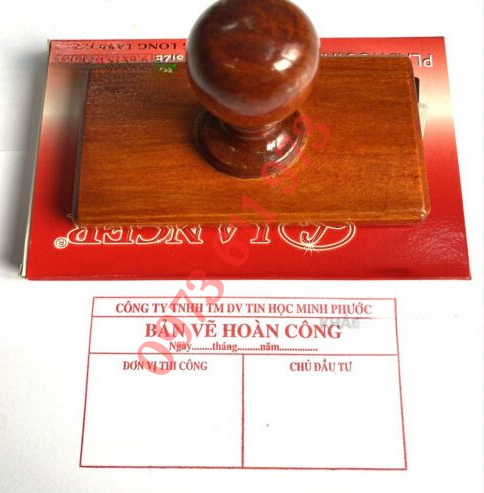 LANCER®
CÔNG TY TNHH TM DV TIN HỌC MINH PHƯỚC
BẢN VẼ HOÀN CÔNG
Ngày........tháng.........năm...............
ĐƠN VỊ THI CÔNG
CHỦ ĐẦU TƯ
0973